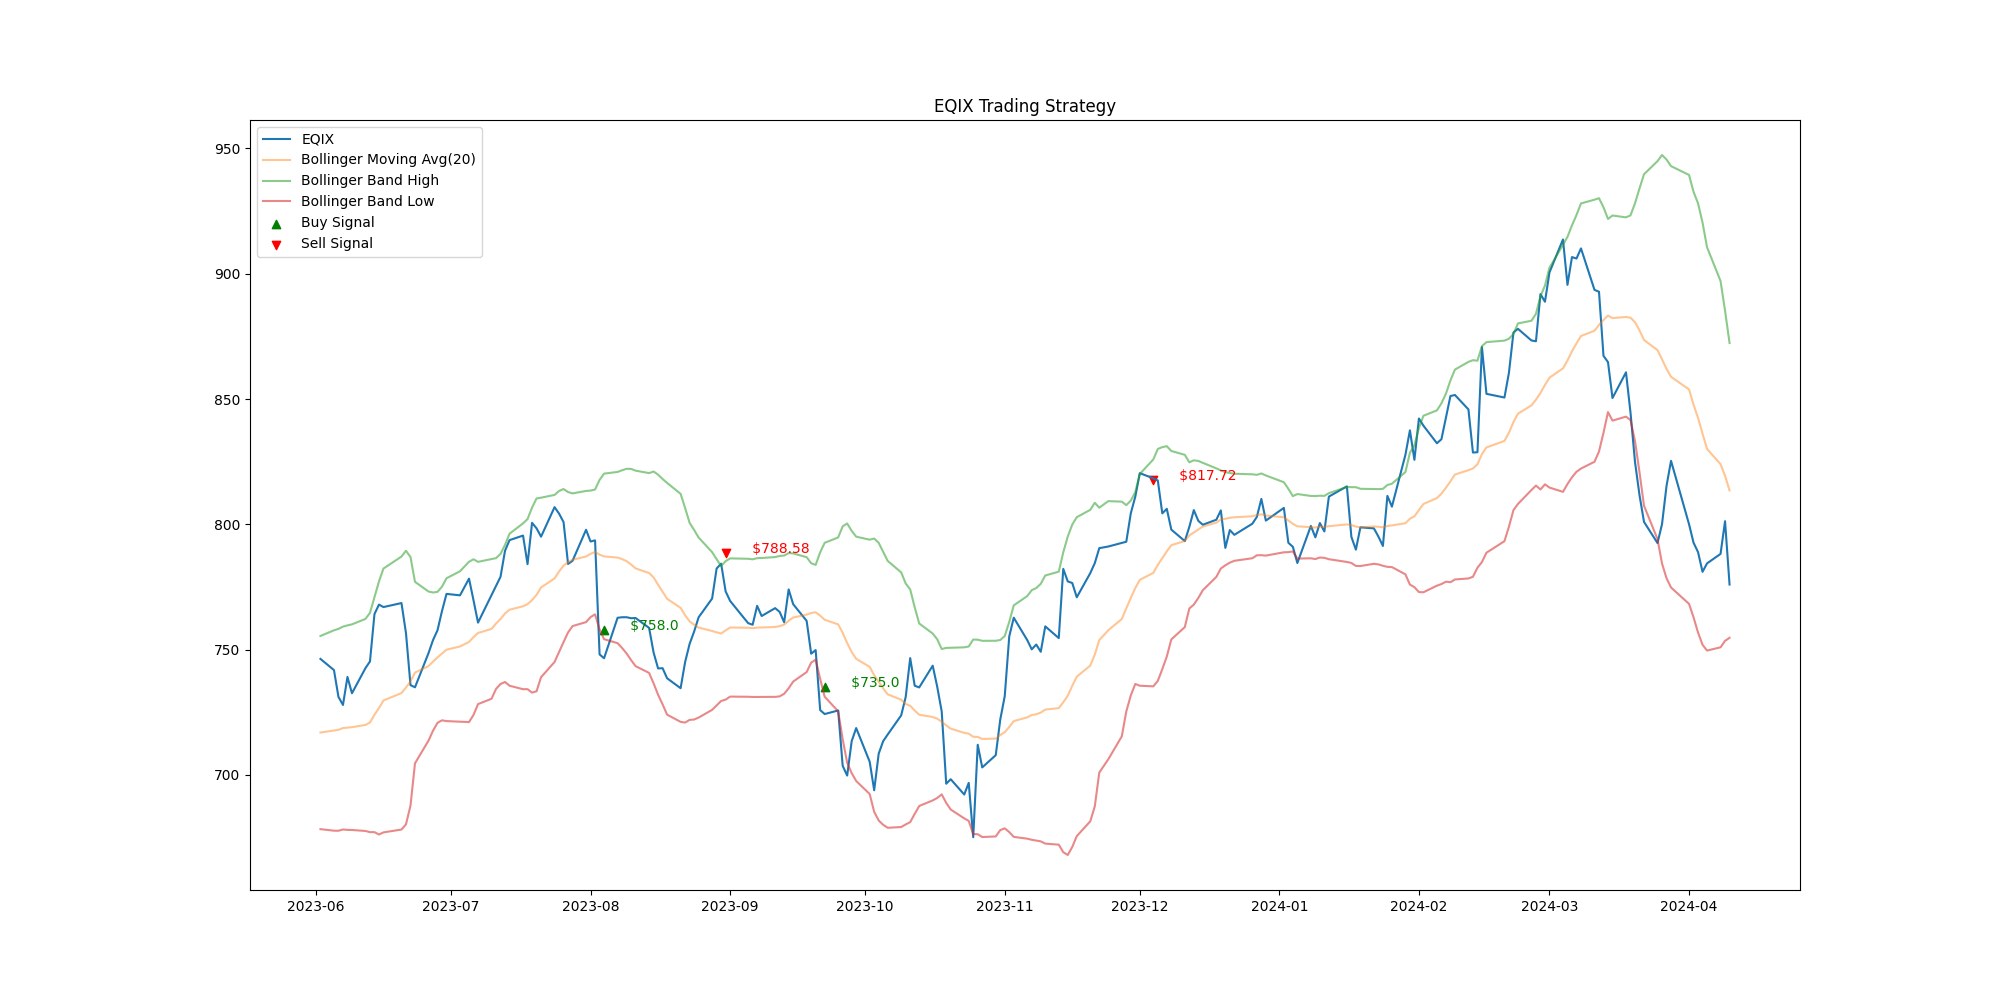 EQIX Trading Strategy
EQIX
Bollinger Moving Avg(20)
Bollinger Band High
Bollinger Band Low
Buy Signal
Sell Signal
950
900
850
800
750
700
$817.72
$788.58
$758.0
$735.0
2023-06 2023-07 2023-08 2023-09 2023-10 2023-11 2023-12 2024-01 2024-02 2024-03 2024-04